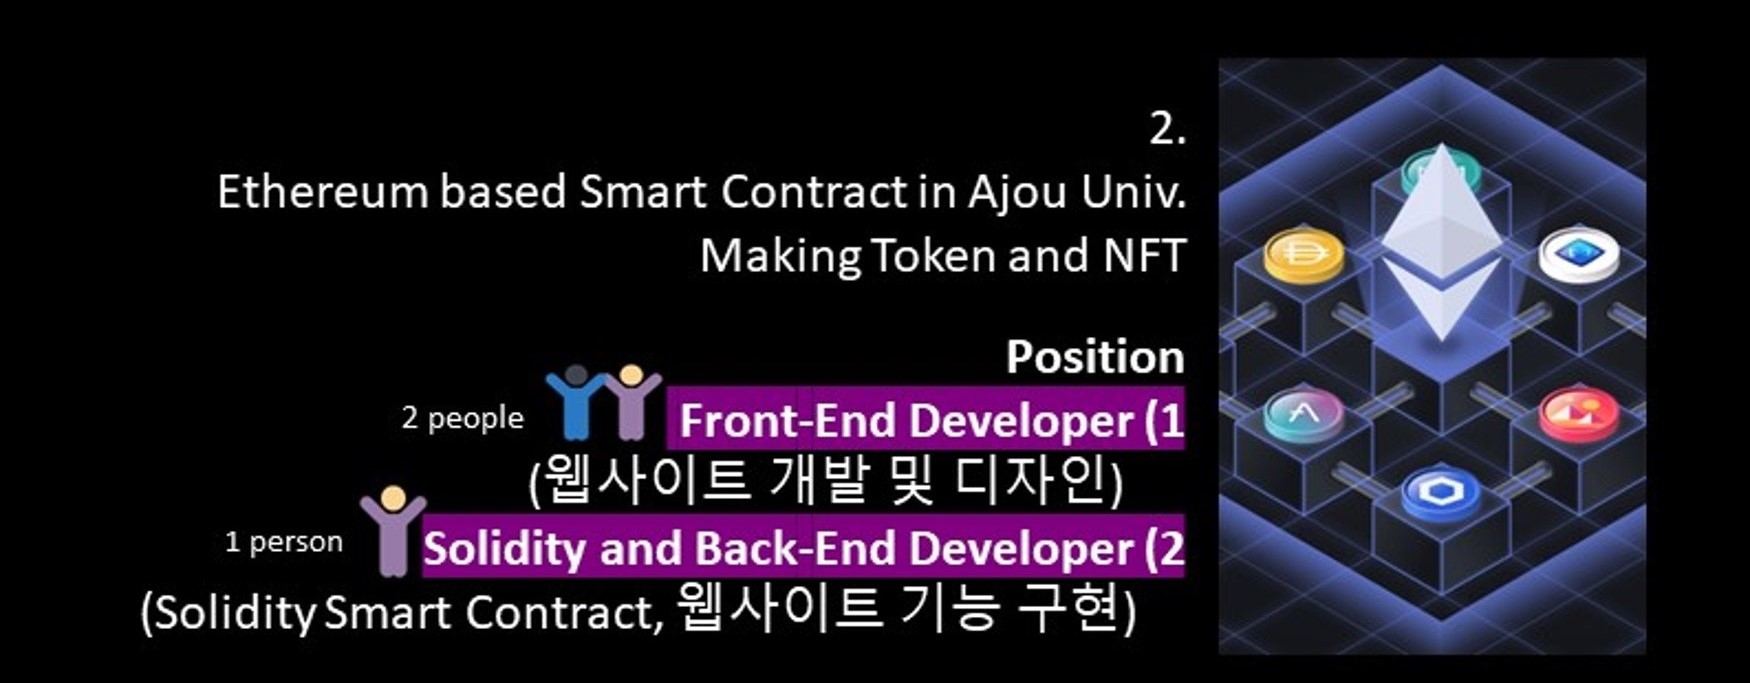 2.
Ethereum based Smart Contract in Ajou Univ.
Making Token and NFT
Position
2 people Front-End Developer (1
(웹사이트 개발 및 디자인)
1 person Solidity and Back-End Developer (2
(Solidity Smart Contract, 웹사이트 기능 구현)